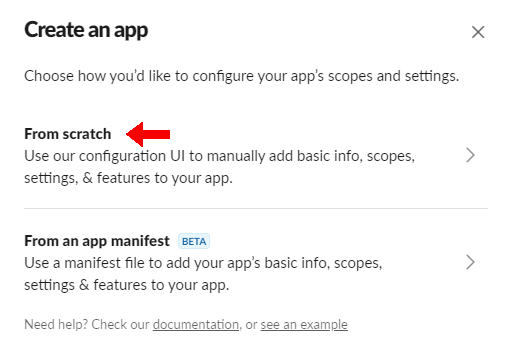 Create an app
Choose how you'd like to configure your app's scopes and settings.
From scratch
Use our configuration UI to manually add basic info, scopes,
settings, & features to your app.
From an app manifest BETA
Use a manifest file to add your app's basic info, scopes,
settings & features to your app.
Need help? Check our documentation, or see an example